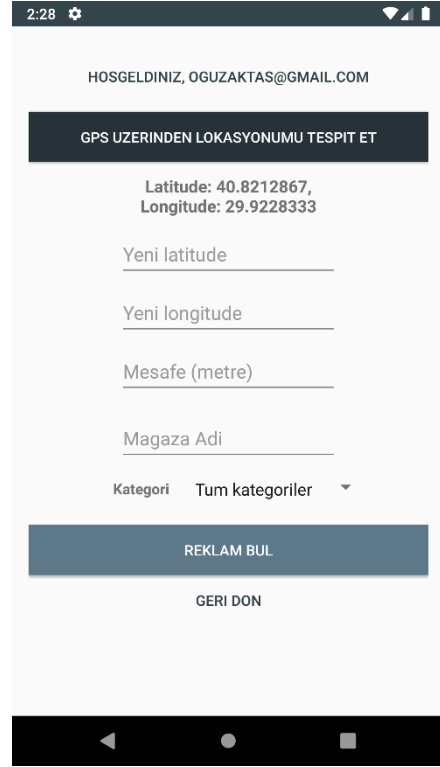 2:28
HOSGELDINIZ, OGUZAKTAS@GMAIL.COM
GPS UZERINDEN LOKASYONUMU TESPIT ET
Latitude: 40.8212867,
Longitude: 29.9228333
Yeni latitude
Yeni longitude
Mesafe (metre)
Magaza Adi
Kategori Tum kategoriler
REKLAM BUL
GERI DON